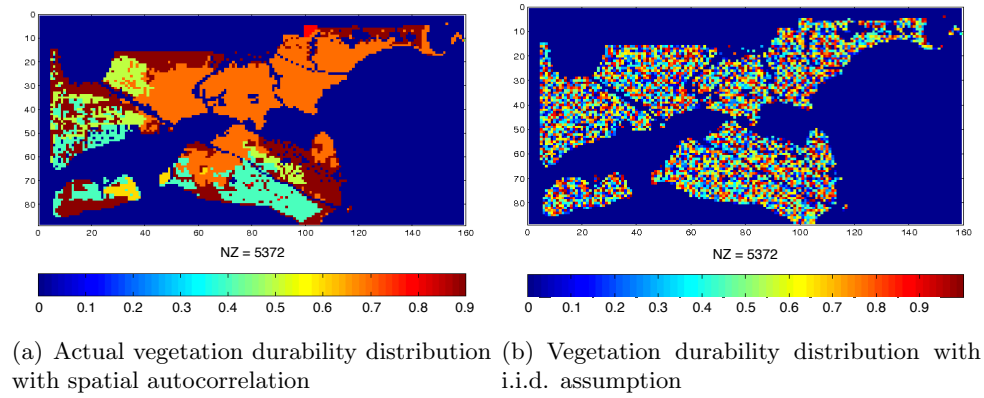 0
10
20
30
40
50
60
70
80
0 20 40 60 80 100 120 140 160
NZ = 5372
0 0.1 0.2 0.3 0.4 0.5 0.6 0.7 0.8 0.9
(a) Actual vegetation durability distribution
with spatial autocorrelation
0
10
20
30
40
50
60
70
80
0 20 40 60 80 100 120 140 160
NZ = 5372
0 0.1 0.2 0.3 0.4 0.5 0.6 0.7 0.8 0.9
(b) Vegetation durability distribution with
i.i.d. assumption